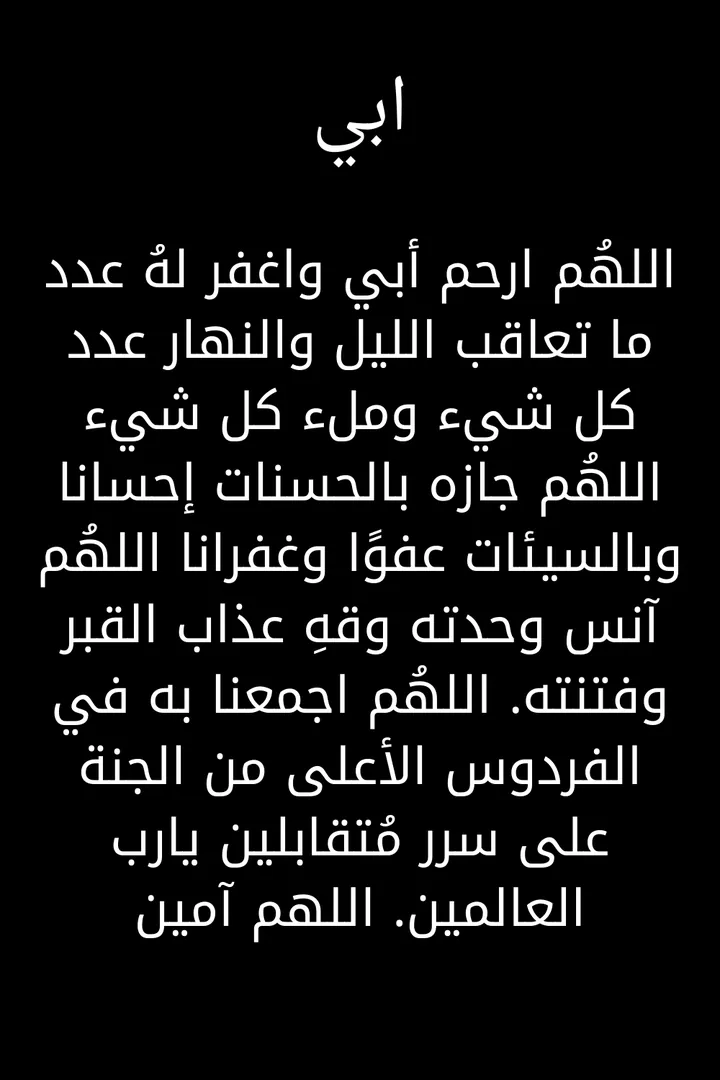 ابي
اللهُم ارحم أبي واغفر لهُ عدد
ما تعاقب الليل والنهار عدد
كل شيء وملء كل شيء
اللهُم جازه بالحسنات إحسانا
وبالسيئات عفوًا وغفرانا اللهُم
آنس وحدته وقهِ عذاب القبر
وفتنته. اللهُم اجمعنا به في
الفردوس الأعلى من الجنة
على سرر مُتقابلين يارب
العالمين. اللهم آمين